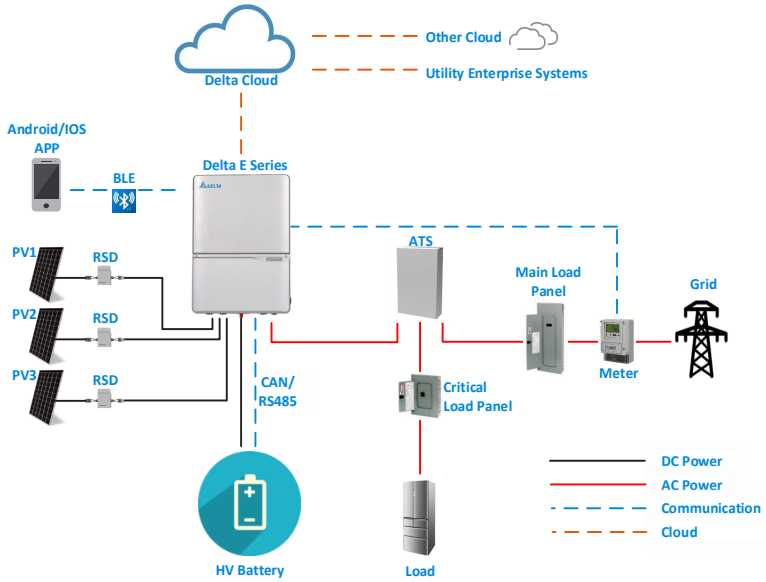 Other Cloud
Utility Enterprise Systems
Delta Cloud
Android/IOS
APP
Delta E Series
BLE
DELTA
ATS
PV1
RSD
Main Load
Panel
Grid
PV2
RSD
PV3
RSD
CAN/
RS485
Critical
Load Panel
Meter
DC Power
AC Power
Communication
Cloud
HV Battery
Load